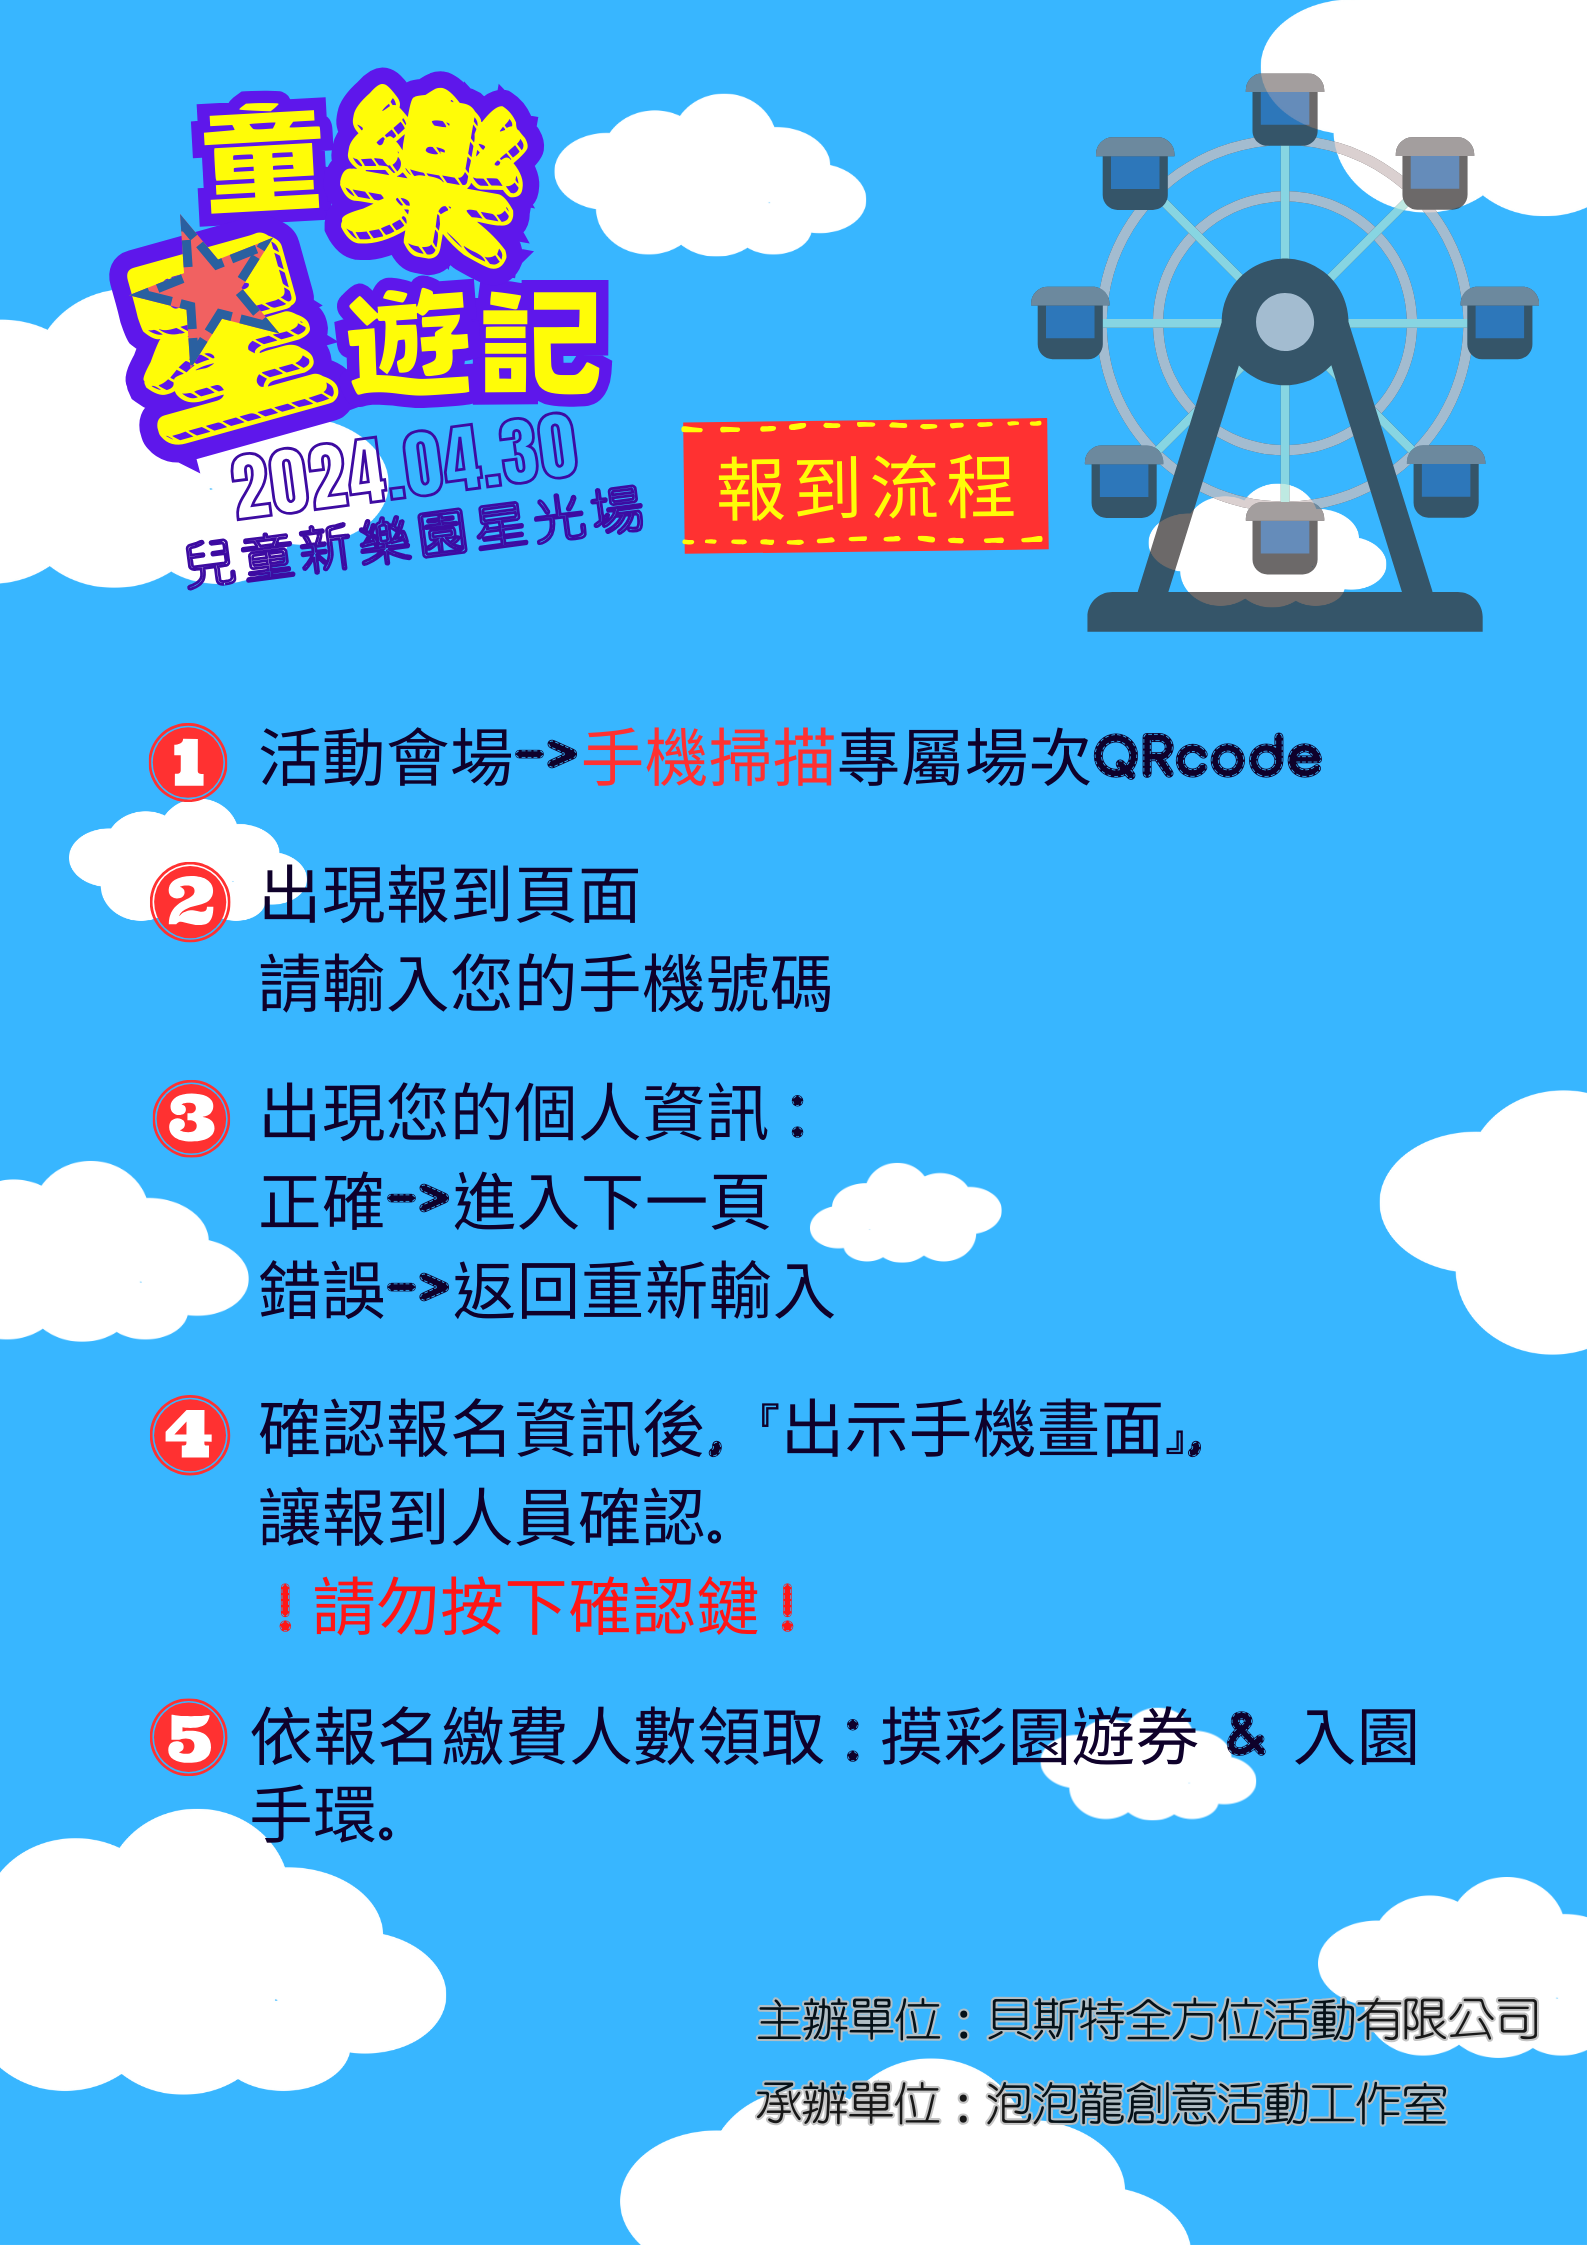 童樂
星遊記
2024.04.30
兒童新樂園星光場
報到流程
1 活動會場->手機掃描專屬場次QRcode
2 出現報到頁面
請輸入您的手機號碼
3 出現您的個人資訊：
正確->進入下一頁
錯誤->返回重新輸入
4 確認報名資訊後，『出示手機畫面』，
讓報到人員確認。
！請勿按下確認鍵！
5 依報名繳費人數領取：摸彩園遊券 & 入園
手環。
主辦單位：貝斯特全方位活動有限公司
承辦單位：泡泡龍創意活動工作室